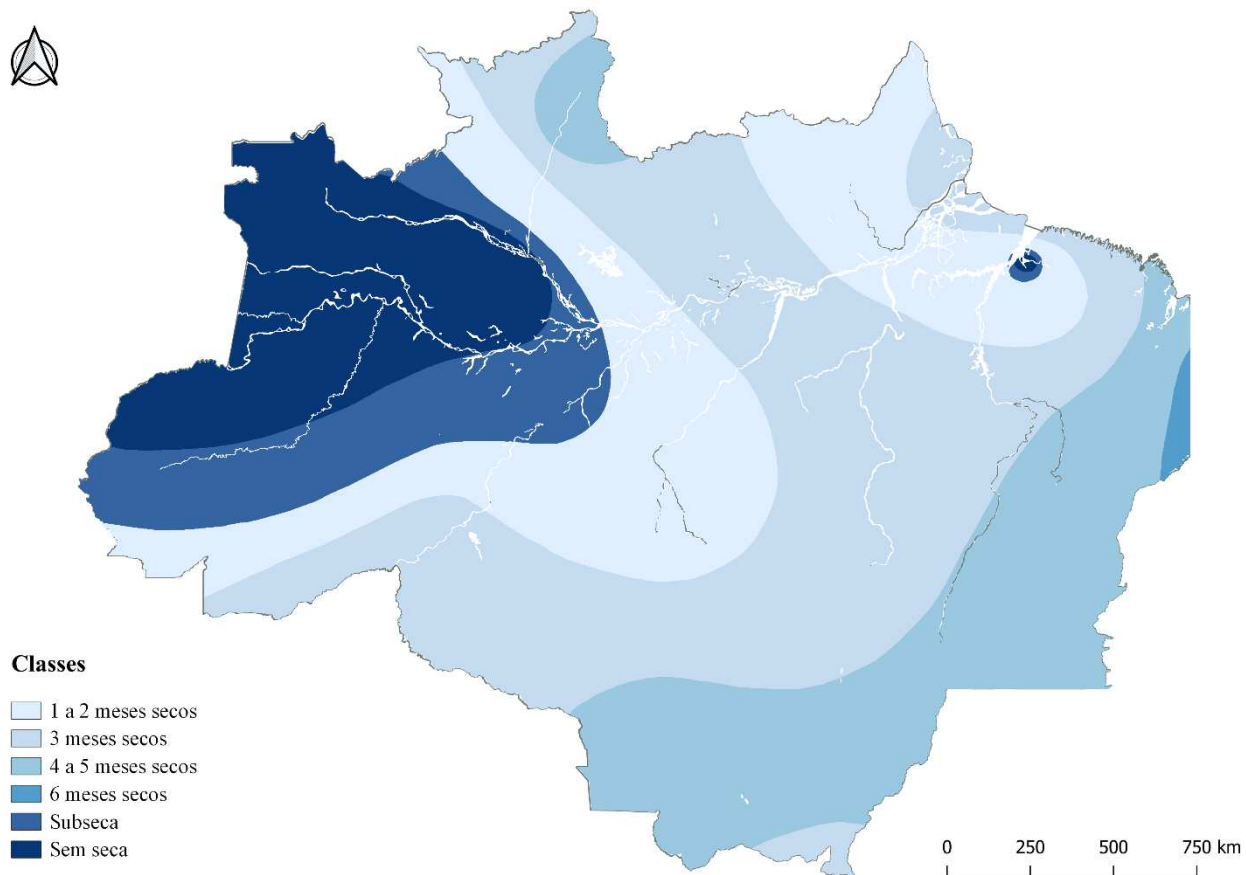 Classes
1 a 2 meses secos
3 meses secos
4 a 5 meses secos
6 meses secos
Subseca
Sem seca
0 250 500 750 km